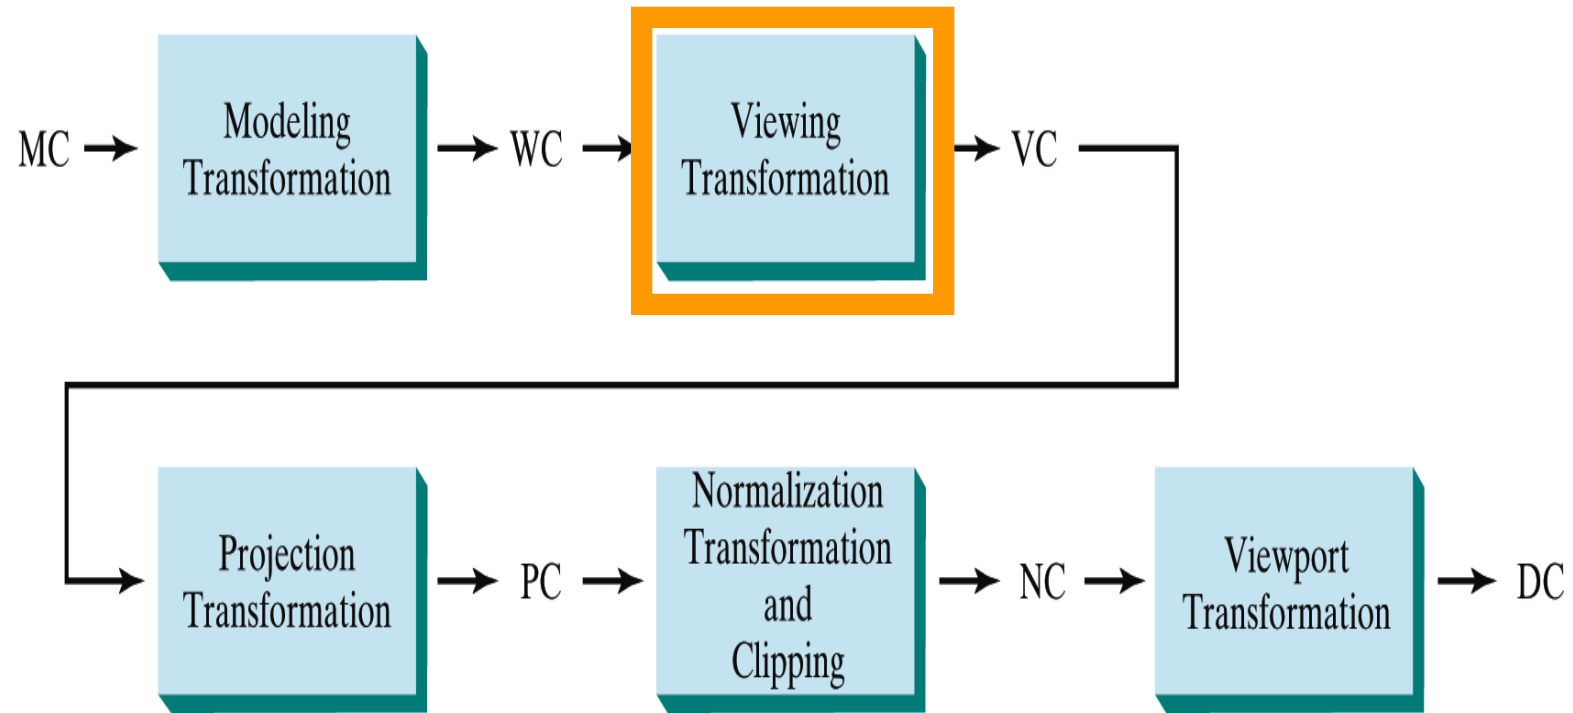 MC
Modeling
Transformation
WC
Viewing
Transformation
VC
Projection
Transformation
PC
Normalization
Transformation
and
Clipping
NC
Viewport
Transformation
DC